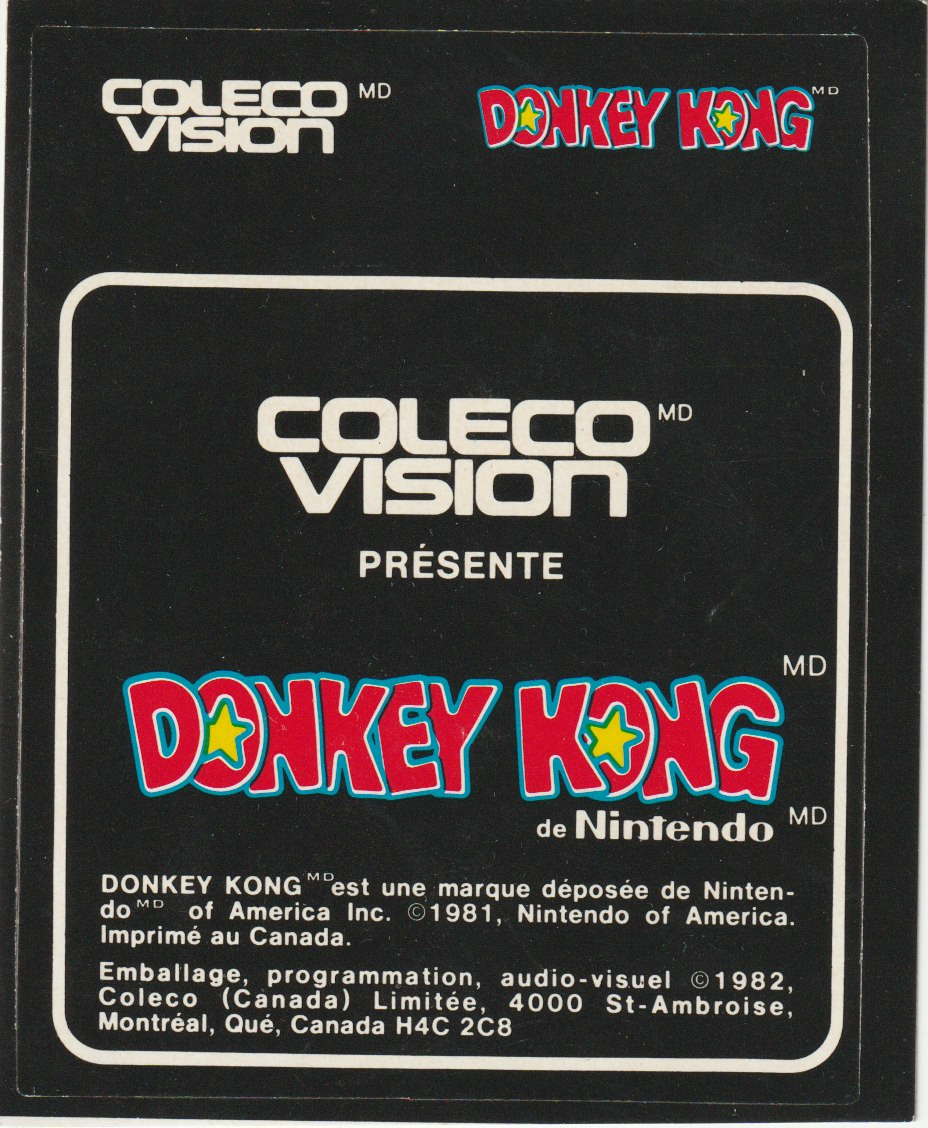 COLECO MD DONKEY KONG MD
VISION
COLECO MD
VISION
PRÉSENTE
DONKEY KONG MD
de Nintendo MD
DONKEY KONG MD est une marque déposée de Ninten-
do MD of America Inc. ©1981, Nintendo of America.
Imprimé au Canada.
Emballage, programmation, audio-visuel ©1982,
Coleco (Canada) Limitée, 4000 St-Ambroise,
Montréal, Qué, Canada H4C 2C8